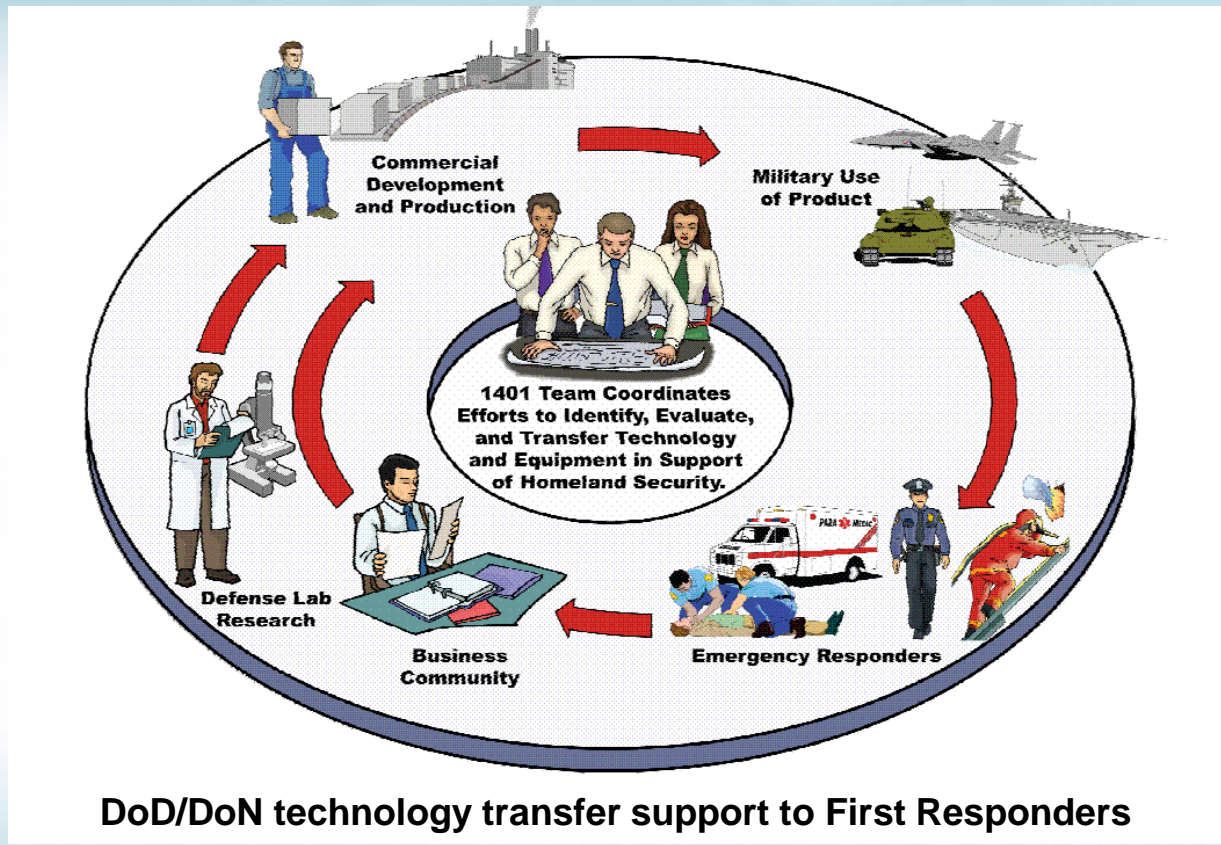 Commercial
Development
and Production
Military Use
of Product
1401 Team Coordinates
Efforts to Identify, Evaluate,
and Transfer Technology
and Equipment in Support
of Homeland Security.
PARA MEDIC
Defense Lab
Research
Business
Community
Emergency Responders
DoD/DoN technology transfer support to First Responders